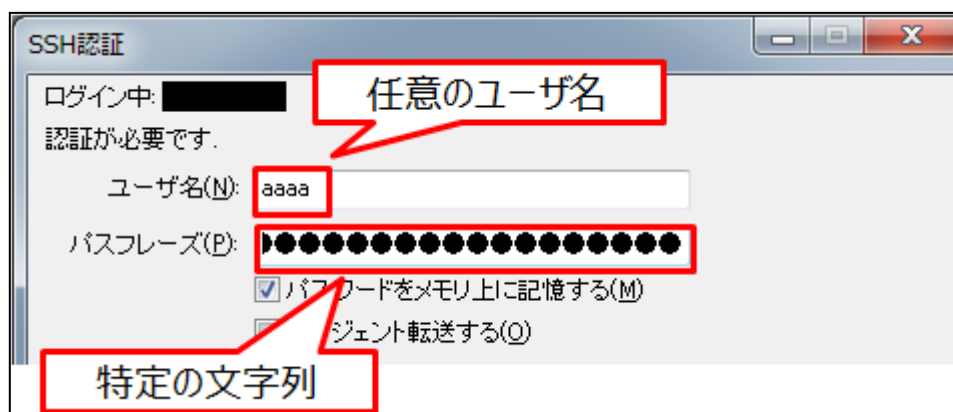 SSH認証
ログイン中:
任意のユーザ名
認証が必要です.
ユーザ名(N): aaaa
パスフレーズ(P): ●●●●●●●●●●●●●●●●●●
パスワードをメモリ上に記憶する(M)
ジェント転送する(O)
特定の文字列